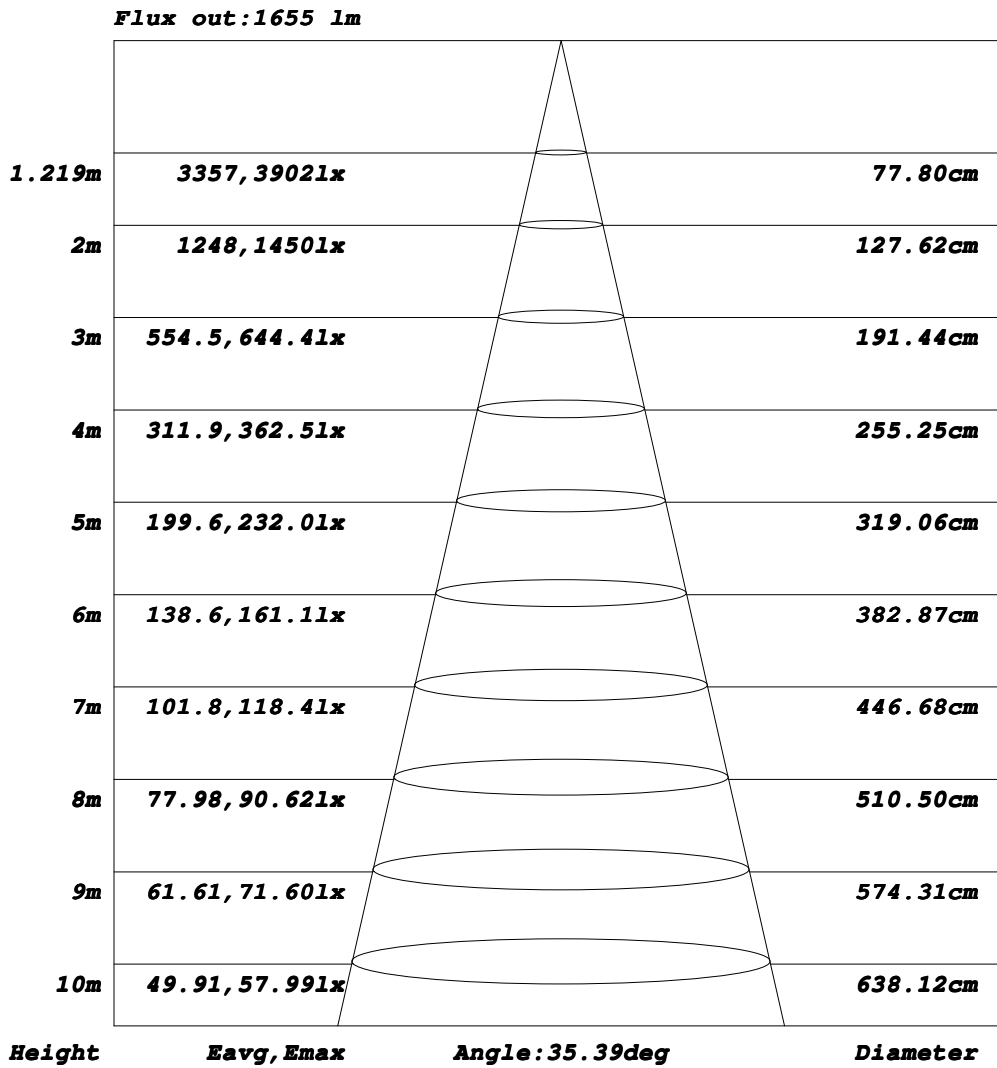 Flux out:1655 lm
1.219m 3357,3902lx 77.80cm
2m 1248,1450lx 127.62cm
3m 554.5,644.4lx 191.44cm
4m 311.9,362.5lx 255.25cm
5m 199.6,232.0lx 319.06cm
6m 138.6,161.1lx 382.87cm
7m 101.8,118.4lx 446.68cm
8m 77.98,90.62lx 510.50cm
9m 61.61,71.60lx 574.31cm
10m 49.91,57.99lx 638.12cm
Height Eavg,Emax Angle:35.39deg Diameter